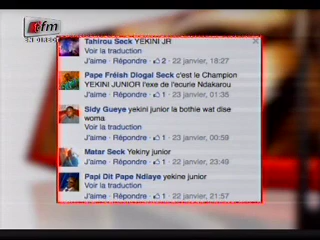 tfm
EN DIRECT
Tahirou Seck YEKINI JR
Voir la traduction
J'aime · Répondre · 2 · 22 janvier, 18:27
Pape Fréish Dlogal Seck c'est le Champion
YEKINI JUNIOR l'exe de l'ecurie Ndakarou
J'aime · Répondre · 1 · 23 janvier, 01:35
Sidy Gueye yekini junior la bothie wat dise
woma
Voir la traduction
J'aime · Répondre · 1 · 23 janvier, 00:59
Matar Seck Yekiny junior
J'aime · Répondre · 1 · 22 janvier, 23:49
Papi Dit Pape Ndiaye yekine junior
J'aime · Répondre · 1 · 22 janvier, 21:57